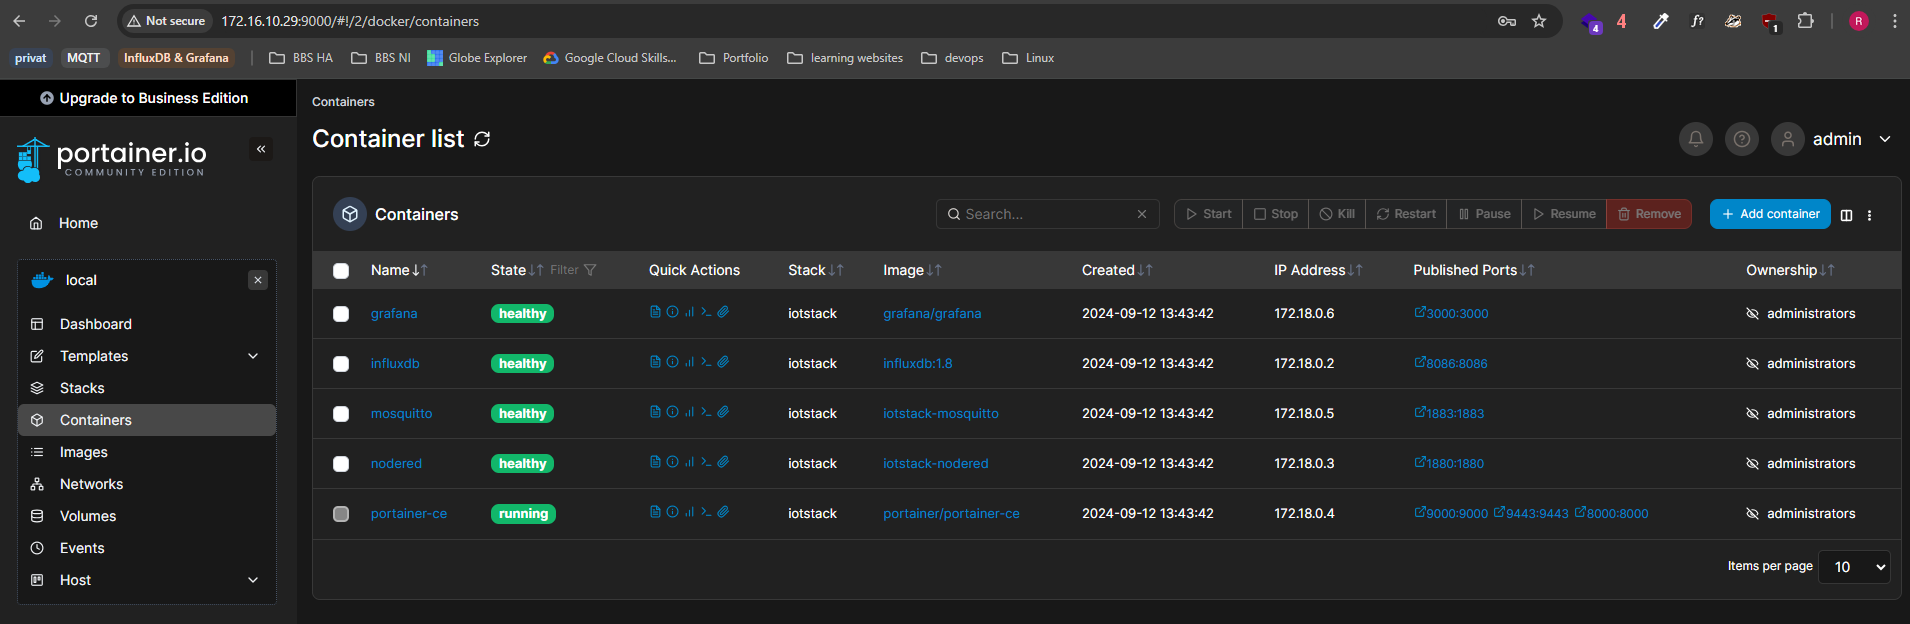 Not secure 172.16.10.29:9000/#!/2/docker/containers 4 4 f? 1 R
privat MQTT InfluxDB & Grafana BBS HA BBS NI Globe Explorer Google Cloud Skills... Portfolio learning websites devops Linux
Upgrade to Business Edition
portainer.io
COMMUNITY EDITION
Home
local
Dashboard
Templates
Stacks
Containers
Images
Networks
Volumes
Events
Host
Containers
Container list
admin
Containers Search... Start Stop Kill Restart Pause Resume Remove Add container
Name State Filter Quick Actions Stack Image Created IP Address Published Ports Ownership
grafana healthy iotstack grafana/grafana 2024-09-12 13:43:42 172.18.0.6 3000:3000 administrators
influxdb healthy iotstack influxdb:1.8 2024-09-12 13:43:42 172.18.0.2 8086:8086 administrators
mosquitto healthy iotstack iotstack-mosquitto 2024-09-12 13:43:42 172.18.0.5 1883:1883 administrators
nodered healthy iotstack iotstack-nodered 2024-09-12 13:43:42 172.18.0.3 1880:1880 administrators
portainer-ce running iotstack portainer/portainer-ce 2024-09-12 13:43:42 172.18.0.4 9000:9000 9443:9443 8000:8000 administrators
Items per page 10